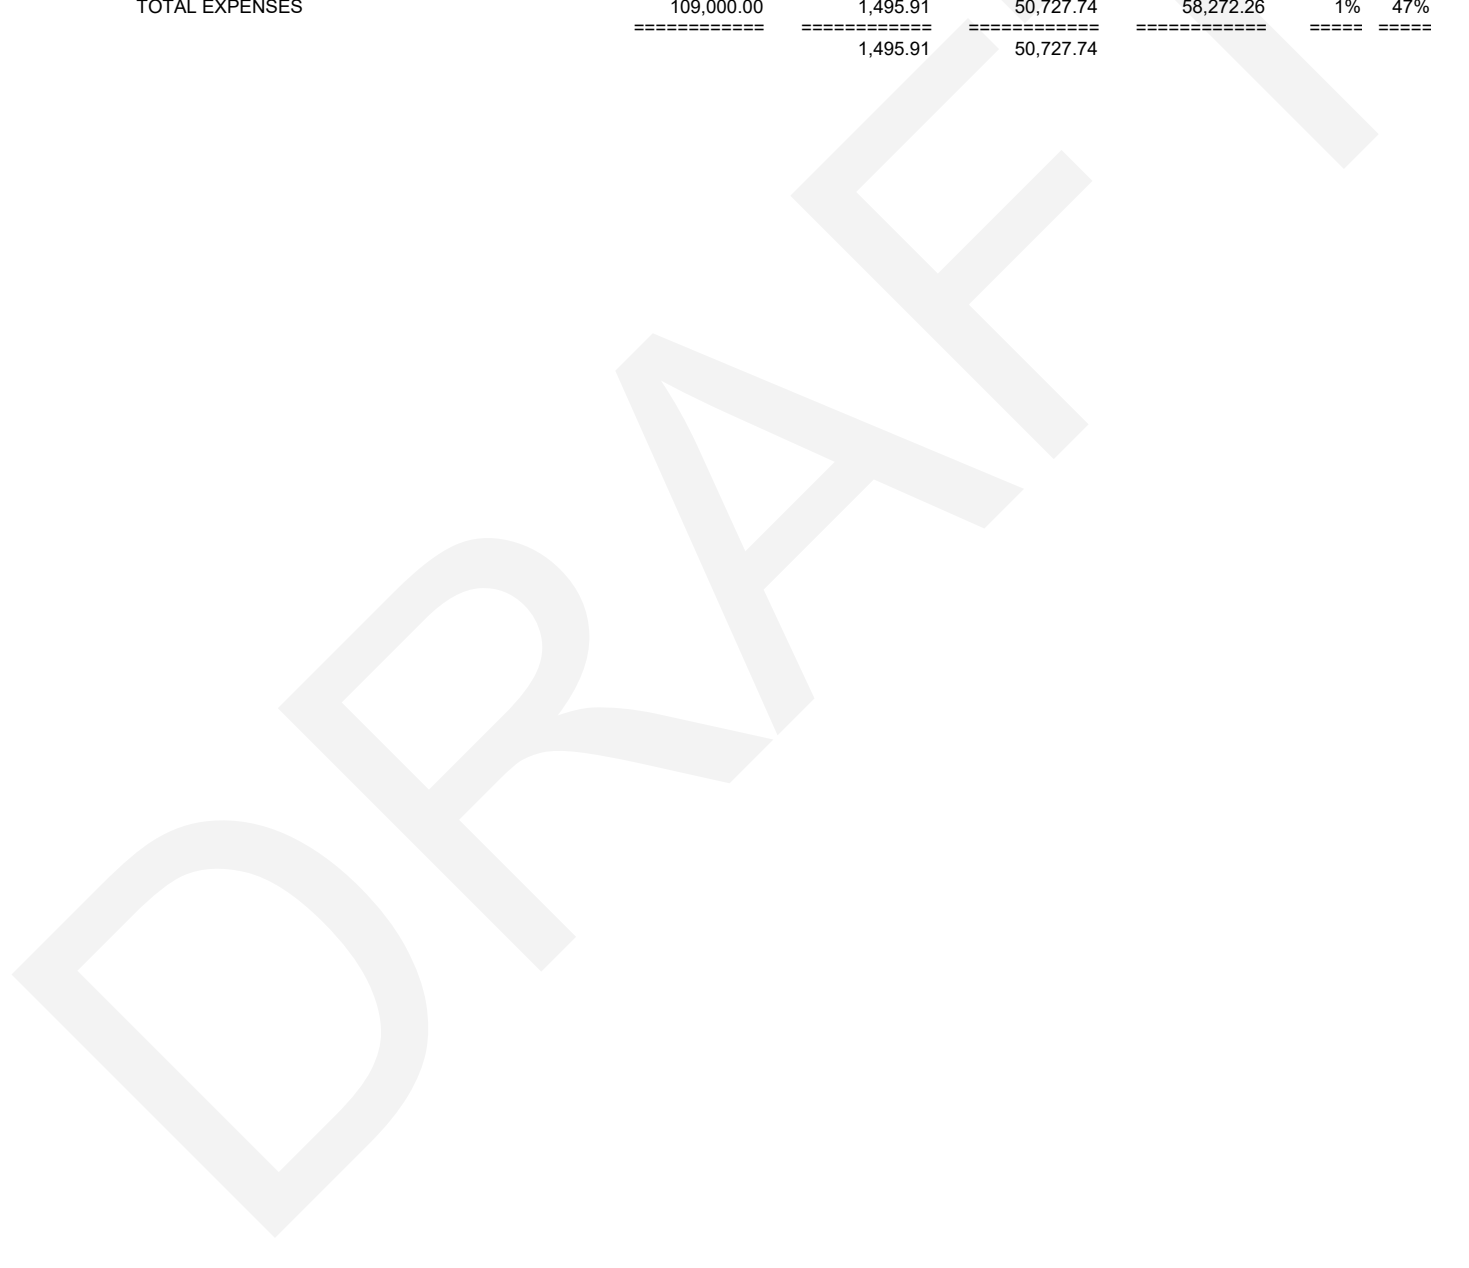 TOTAL EXPENSES 109,000.00 1,495.91 50,727.74 58,272.26 1% 47%
============ ============ ============ ============ ===== =====
1,495.91 50,727.74
DRAFT